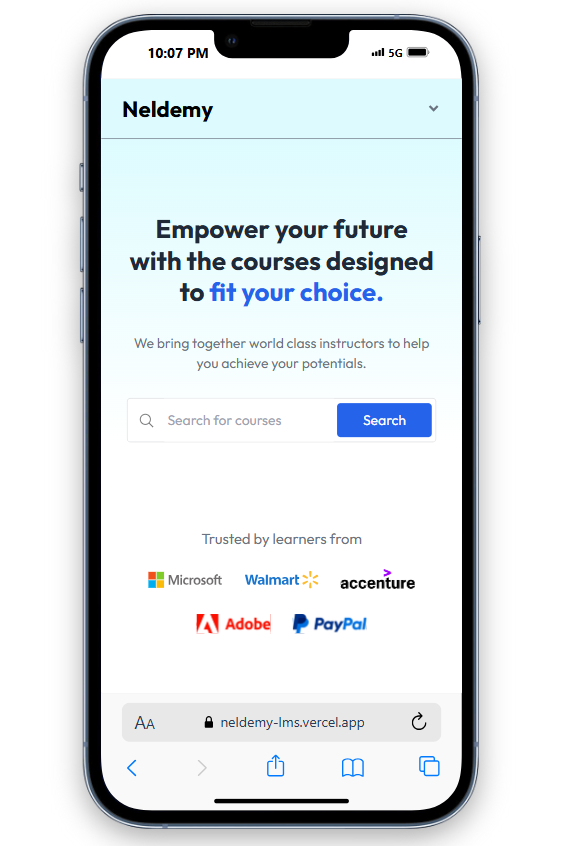 10:07 PM 5G
Neldemy
Empower your future
with the courses designed
to fit your choice.
We bring together world class instructors to help
you achieve your potentials.
Search for courses Search
Trusted by learners from
Microsoft Walmart accenture
Adobe PayPal
AA neldemy-lms.vercel.app